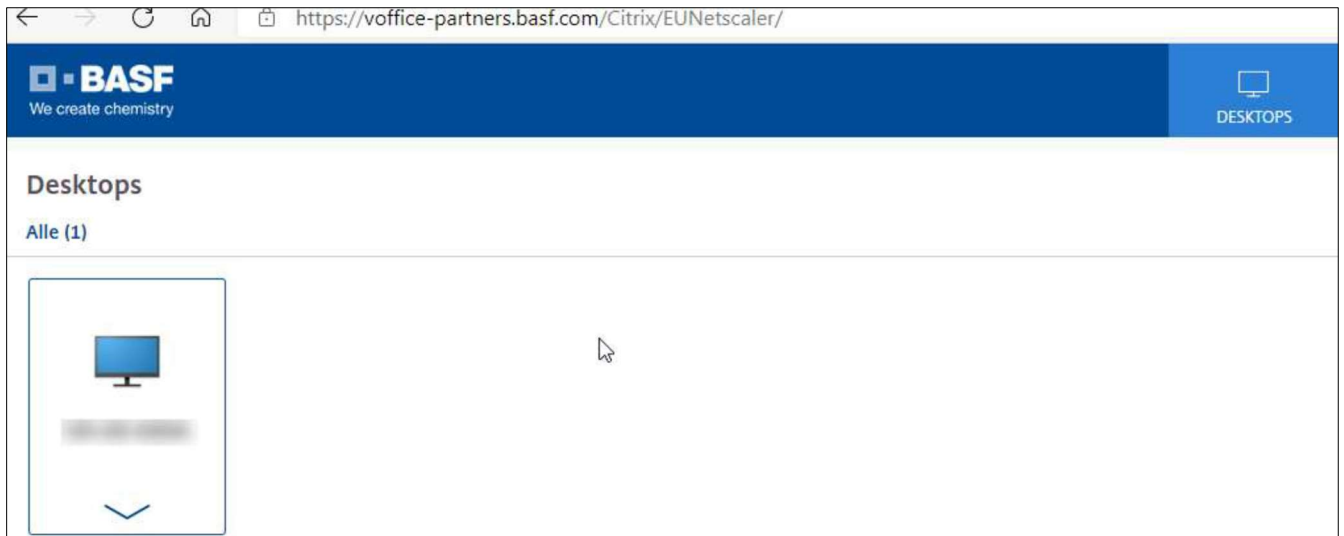 https://voffice-partners.basf.com/Citrix/EUNetscaler/
BASF
We create chemistry
DESKTOPS
Desktops
Alle (1)